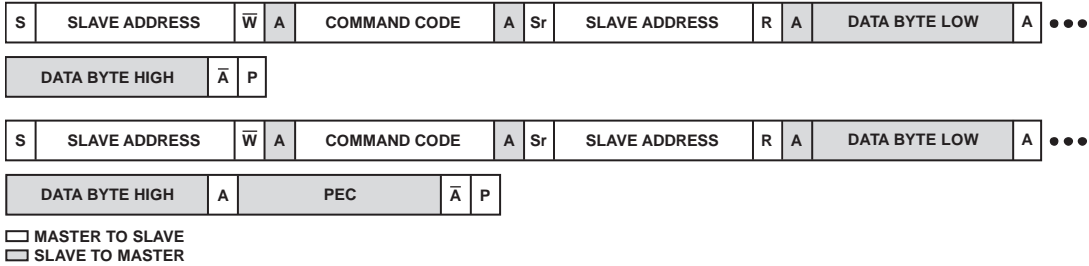 S SLAVE ADDRESS W̅ A COMMAND CODE A Sr SLAVE ADDRESS R A DATA BYTE LOW A •••
DATA BYTE HIGH A̅ P
S SLAVE ADDRESS W̅ A COMMAND CODE A Sr SLAVE ADDRESS R A DATA BYTE LOW A •••
DATA BYTE HIGH A PEC A̅ P
MASTER TO SLAVE
SLAVE TO MASTER